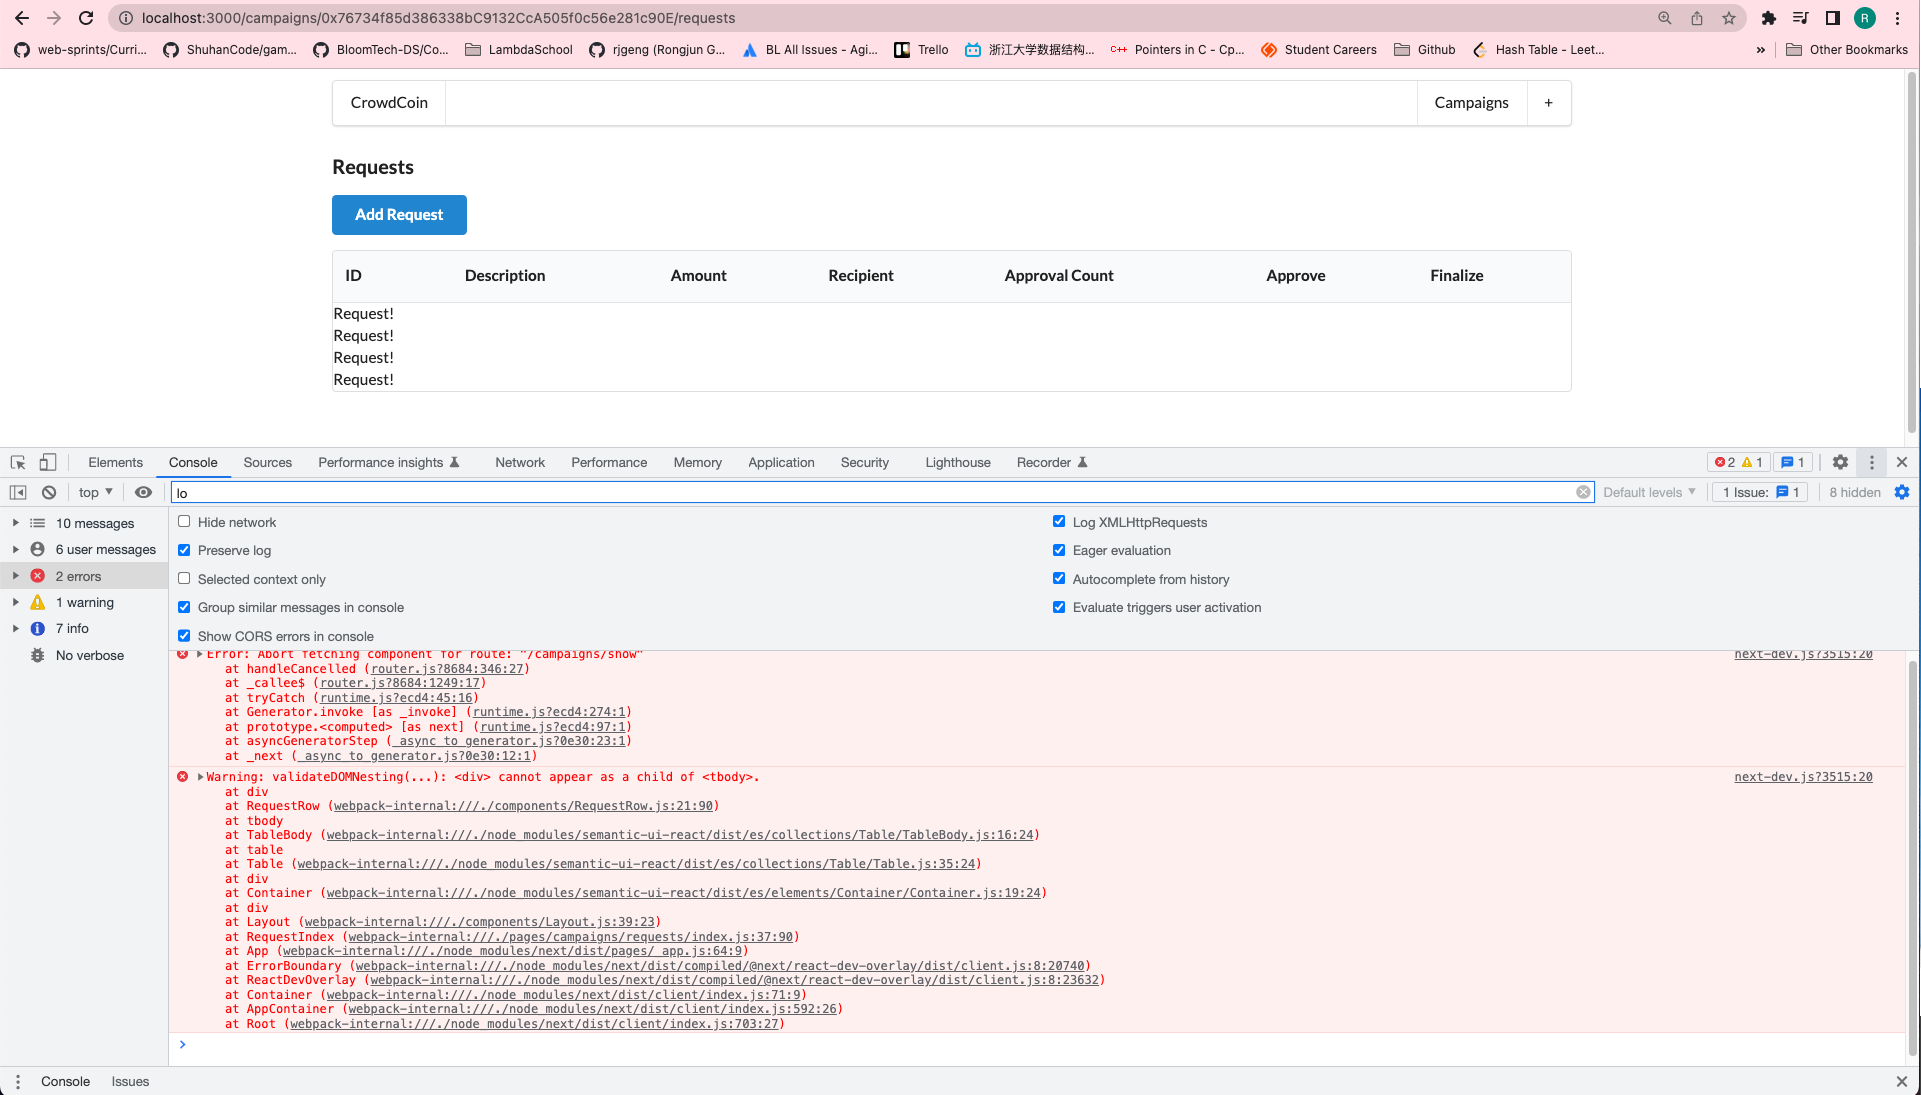 localhost:3000/campaigns/0x76734f85d386338bC9132CcA505f0c56e281c90E/requests
R
web-sprints/Curri... ShuhanCode/gam... BloomTech-DS/Co... LambdaSchool rjgeng (Rongjun G... BL All Issues - Agi... Trello 浙江大学数据结构... C++ Pointers in C - Cp... Student Careers Github Hash Table - Leet... » Other Bookmarks
CrowdCoin Campaigns +
Requests
Add Request
ID Description Amount Recipient Approval Count Approve Finalize
Request!
Request!
Request!
Request!
Elements Console Sources Performance insights Network Performance Memory Application Security Lighthouse Recorder 2 1 1
top lo Default levels 1 Issue: 1 8 hidden
10 messages
6 user messages
2 errors
1 warning
7 info
No verbose
Hide network Log XMLHttpRequests
Preserve log Eager evaluation
Selected context only Autocomplete from history
Group similar messages in console Evaluate triggers user activation
Show CORS errors in console
Error: Abort fetching component for route: "/campaigns/show" next-dev.js?3515:20
at handleCancelled (router.js?8684:346:27)
at _callee$ (router.js?8684:1249:17)
at tryCatch (runtime.js?ecd4:45:16)
at Generator.invoke [as _invoke] (runtime.js?ecd4:274:1)
at prototype.<computed> [as next] (runtime.js?ecd4:97:1)
at asyncGeneratorStep (_async_to_generator.js?0e30:23:1)
at _next (_async_to_generator.js?0e30:12:1)
Warning: validateDOMNesting(...): <div> cannot appear as a child of <tbody>. next-dev.js?3515:20
at div
at RequestRow (webpack-internal:///./components/RequestRow.js:21:90)
at tbody
at TableBody (webpack-internal:///./node_modules/semantic-ui-react/dist/es/collections/Table/TableBody.js:16:24)
at table
at Table (webpack-internal:///./node_modules/semantic-ui-react/dist/es/collections/Table/Table.js:35:24)
at div
at Container (webpack-internal:///./node_modules/semantic-ui-react/dist/es/elements/Container/Container.js:19:24)
at div
at Layout (webpack-internal:///./components/Layout.js:39:23)
at RequestIndex (webpack-internal:///./pages/campaigns/requests/index.js:37:90)
at App (webpack-internal:///./node_modules/next/dist/pages/_app.js:64:9)
at ErrorBoundary (webpack-internal:///./node_modules/next/dist/compiled/@next/react-dev-overlay/dist/client.js:8:20740)
at ReactDevOverlay (webpack-internal:///./node_modules/next/dist/compiled/@next/react-dev-overlay/dist/client.js:8:23632)
at Container (webpack-internal:///./node_modules/next/dist/client/index.js:71:9)
at AppContainer (webpack-internal:///./node_modules/next/dist/client/index.js:592:26)
at Root (webpack-internal:///./node_modules/next/dist/client/index.js:703:27)
Console Issues